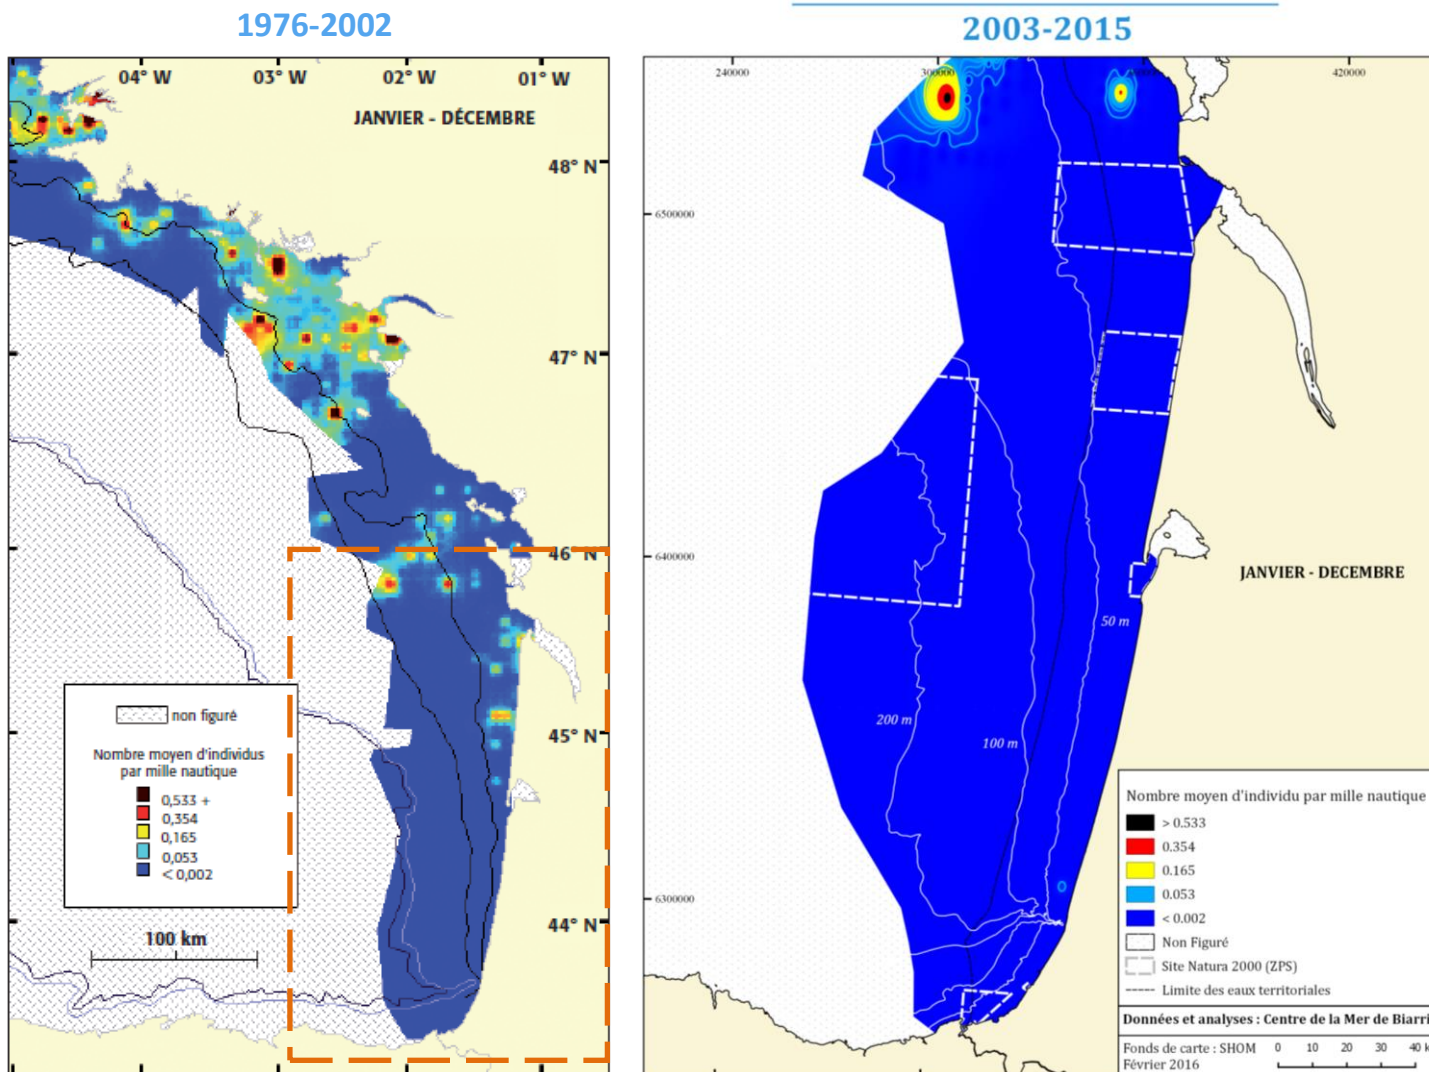 1976-2002
04° W
03° W
02° W
01° W
JANVIER - DÉCEMBRE
48° N
47° N
46° N
45° N
44° N
non figuré
Nombre moyen d'individus
par mille nautique
0,533 +
0,354
0,165
0,053
< 0,002
100 km
2003-2015
240000
300000
420000
6500000
6400000
6300000
JANVIER - DECEMBRE
50 m
200 m
100 m
Nombre moyen d'individu par mille nautique
> 0.533
0.354
0.165
0.053
< 0.002
Non Figuré
Site Natura 2000 (ZPS)
Limite des eaux territoriales
Données et analyses : Centre de la Mer de Biarri
Fonds de carte : SHOM
Février 2016
0 10 20 30 40 k